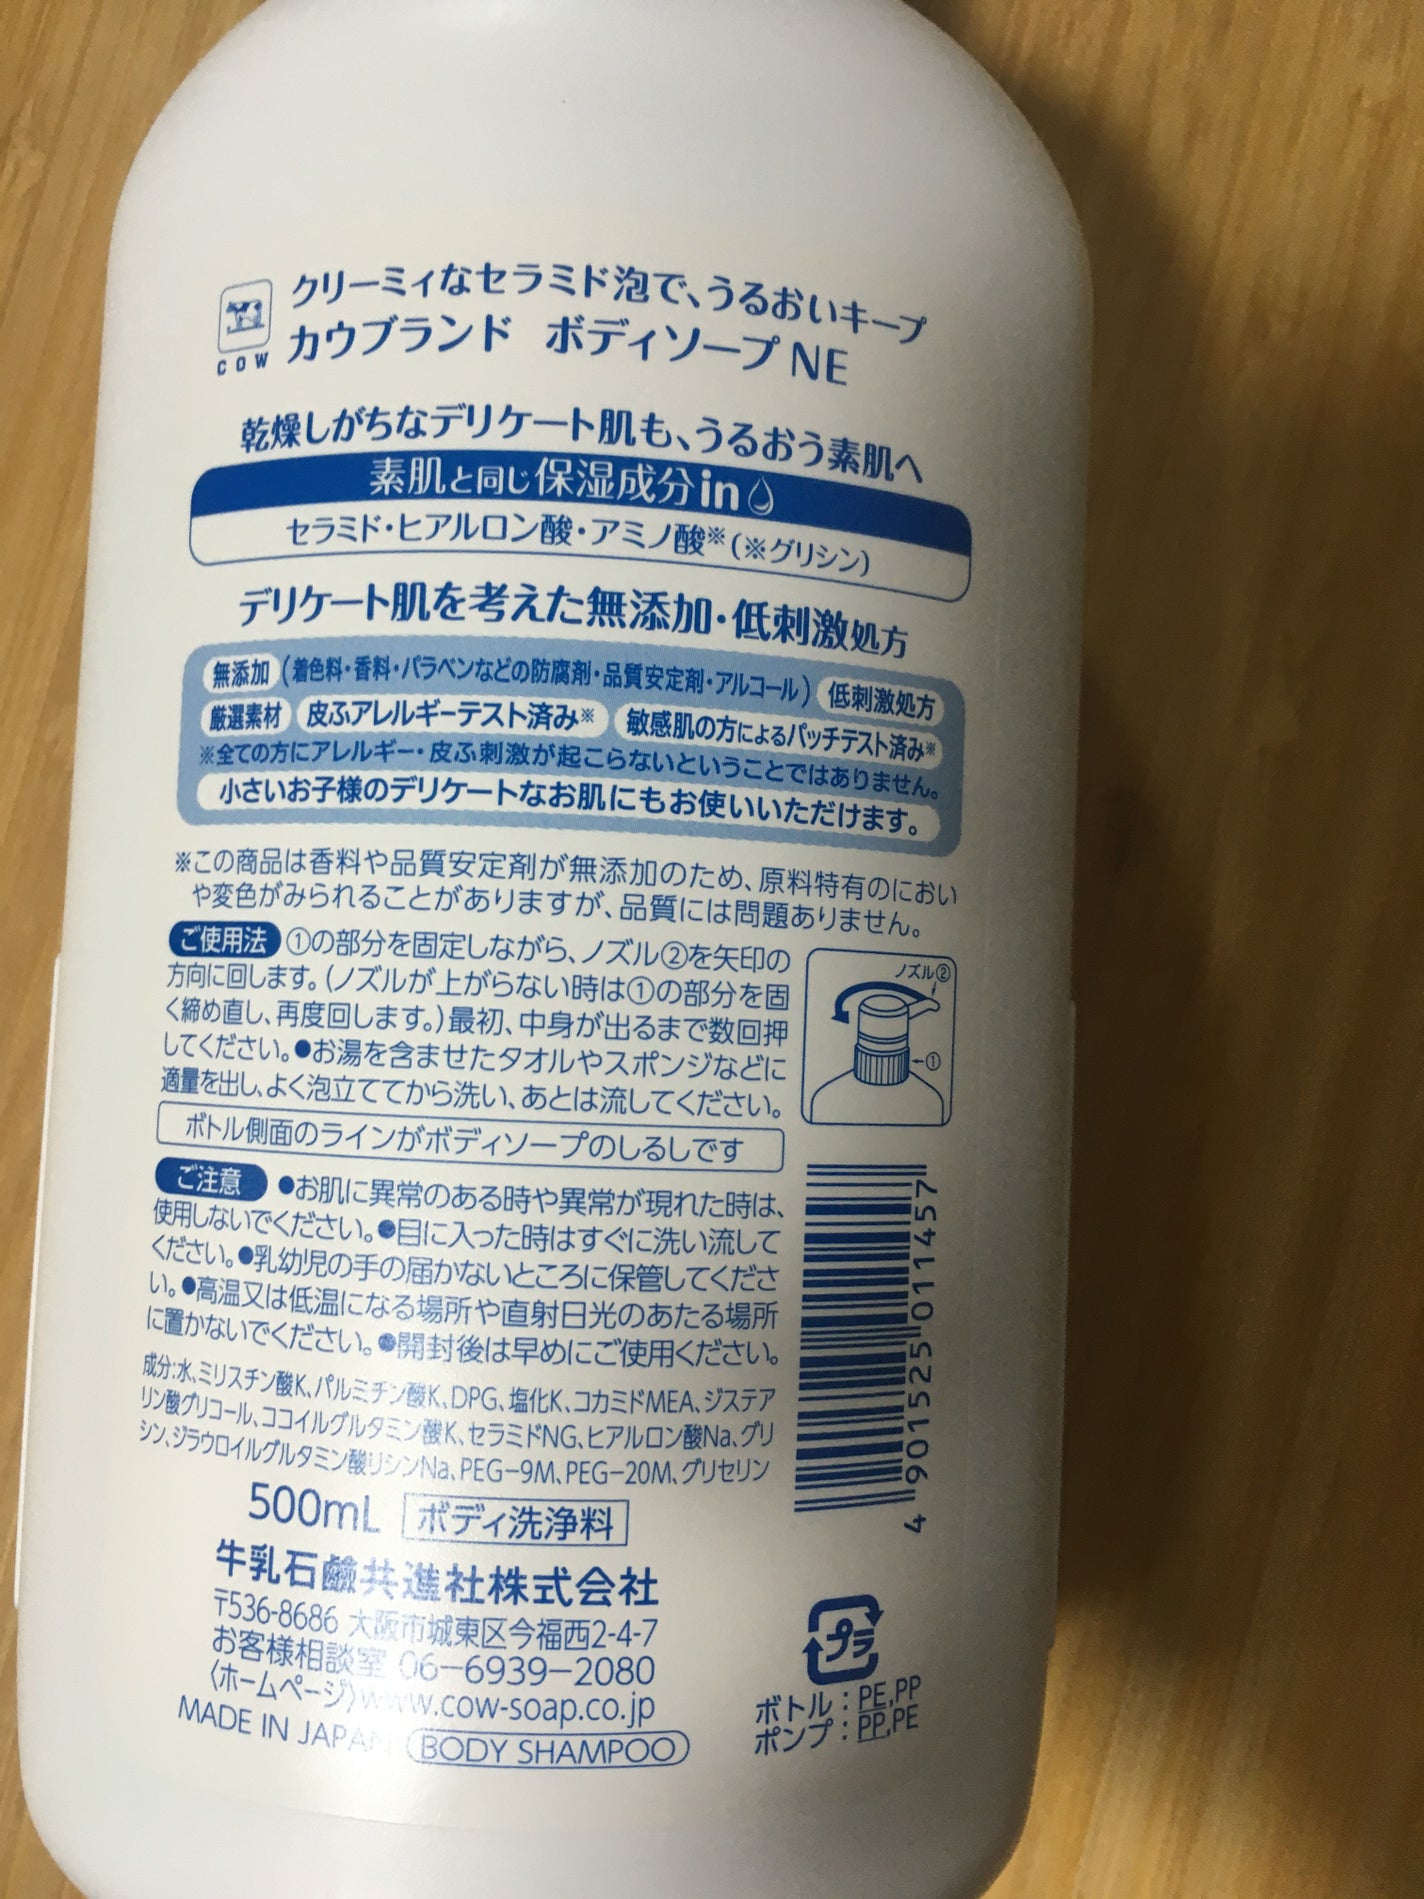 クリーミィなセラミド泡で、うるおいキープ
COW
カウブランド ボディソープ NE
乾燥しがちなデリケート肌も、うるおう素肌へ
素肌と同じ保湿成分in
セラミド・ヒアルロン酸・アミノ酸※(※グリシン)
デリケート肌を考えた無添加・低刺激処方
無添加(着色料・香料・パラベンなどの防腐剤・品質安定剤・アルコール) 低刺激処方
厳選素材 皮ふアレルギーテスト済み※ 敏感肌の方によるパッチテスト済み※
※全ての方にアレルギー・皮ふ刺激が起こらないということではありません。
小さいお子様のデリケートなお肌にもお使いいただけます。
※この商品は香料や品質安定剤が無添加のため、原料特有のにおい
や変色がみられることがありますが、品質には問題ありません。
ご使用法 ①の部分を固定しながら、ノズル②を矢印の
方向に回します。(ノズルが上がらない時は①の部分を固
く締め直し、再度回します。)最初、中身が出るまで数回押
してください。●お湯を含ませたタオルやスポンジなどに
適量を出し、よく泡立ててから洗い、あとは流してください。
ノズル②
①
ボトル側面のラインがボディソープのしるしです
ご注意 ●お肌に異常のある時や異常が現れた時は、
使用しないでください。●目に入った時はすぐに洗い流して
ください。●乳幼児の手の届かないところに保管してくださ
い。●高温又は低温になる場所や直射日光のあたる場所
に置かないでください。●開封後は早めにご使用ください。
成分:水、ミリスチン酸K、パルミチン酸K、DPG、塩化K、コカミドMEA、ジステア
リン酸グリコール、ココイルグルタミン酸K、セラミドNG、ヒアルロン酸Na、グリ
シン、ジラウロイルグルタミン酸リシンNa、PEG-9M、PEG-20M、グリセリン
4 901525 011457
500mL ボディ洗浄料
牛乳石鹸共進社株式会社
〒536-8686 大阪市城東区今福西2-4-7
お客様相談室 06-6939-2080
〈ホームページ〉www.cow-soap.co.jp
MADE IN JAPAN BODY SHAMPOO
プラ
ボトル:PE,PP
ポンプ:PP,PE